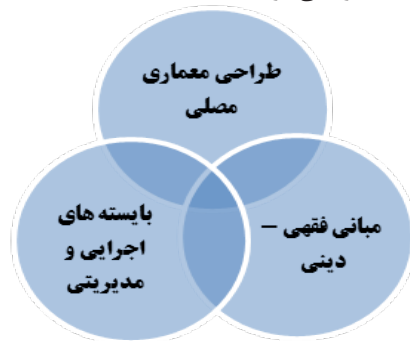 طراحی معماری
مصلی
مبانی فقهی –
دینی
بایسته های
اجرایی و
مدیریتی